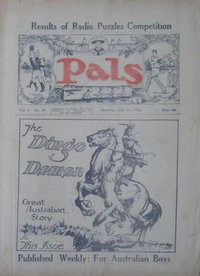 Results of Radio Puzzles Competition
Pals
The
Dingo
Demon
Great
Australian
Story
In
This Issue
Published Weekly: For Australian Boys